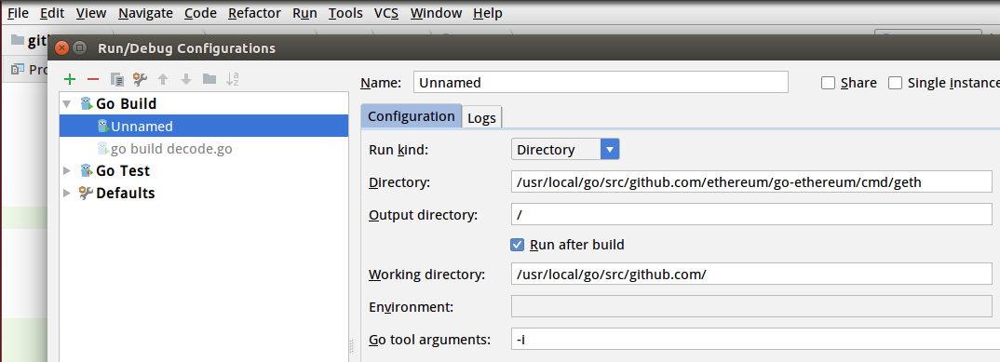 File Edit View Navigate Code Refactor Run Tools VCS Window Help
Run/Debug Configurations
Name: Unnamed Share Single Instance
Go Build
Unnamed
go build decode.go
Go Test
Defaults
Configuration Logs
Run kind: Directory
Directory: /usr/local/go/src/github.com/ethereum/go-ethereum/cmd/geth
Output directory: /
Run after build
Working directory: /usr/local/go/src/github.com/
Environment:
Go tool arguments: -i